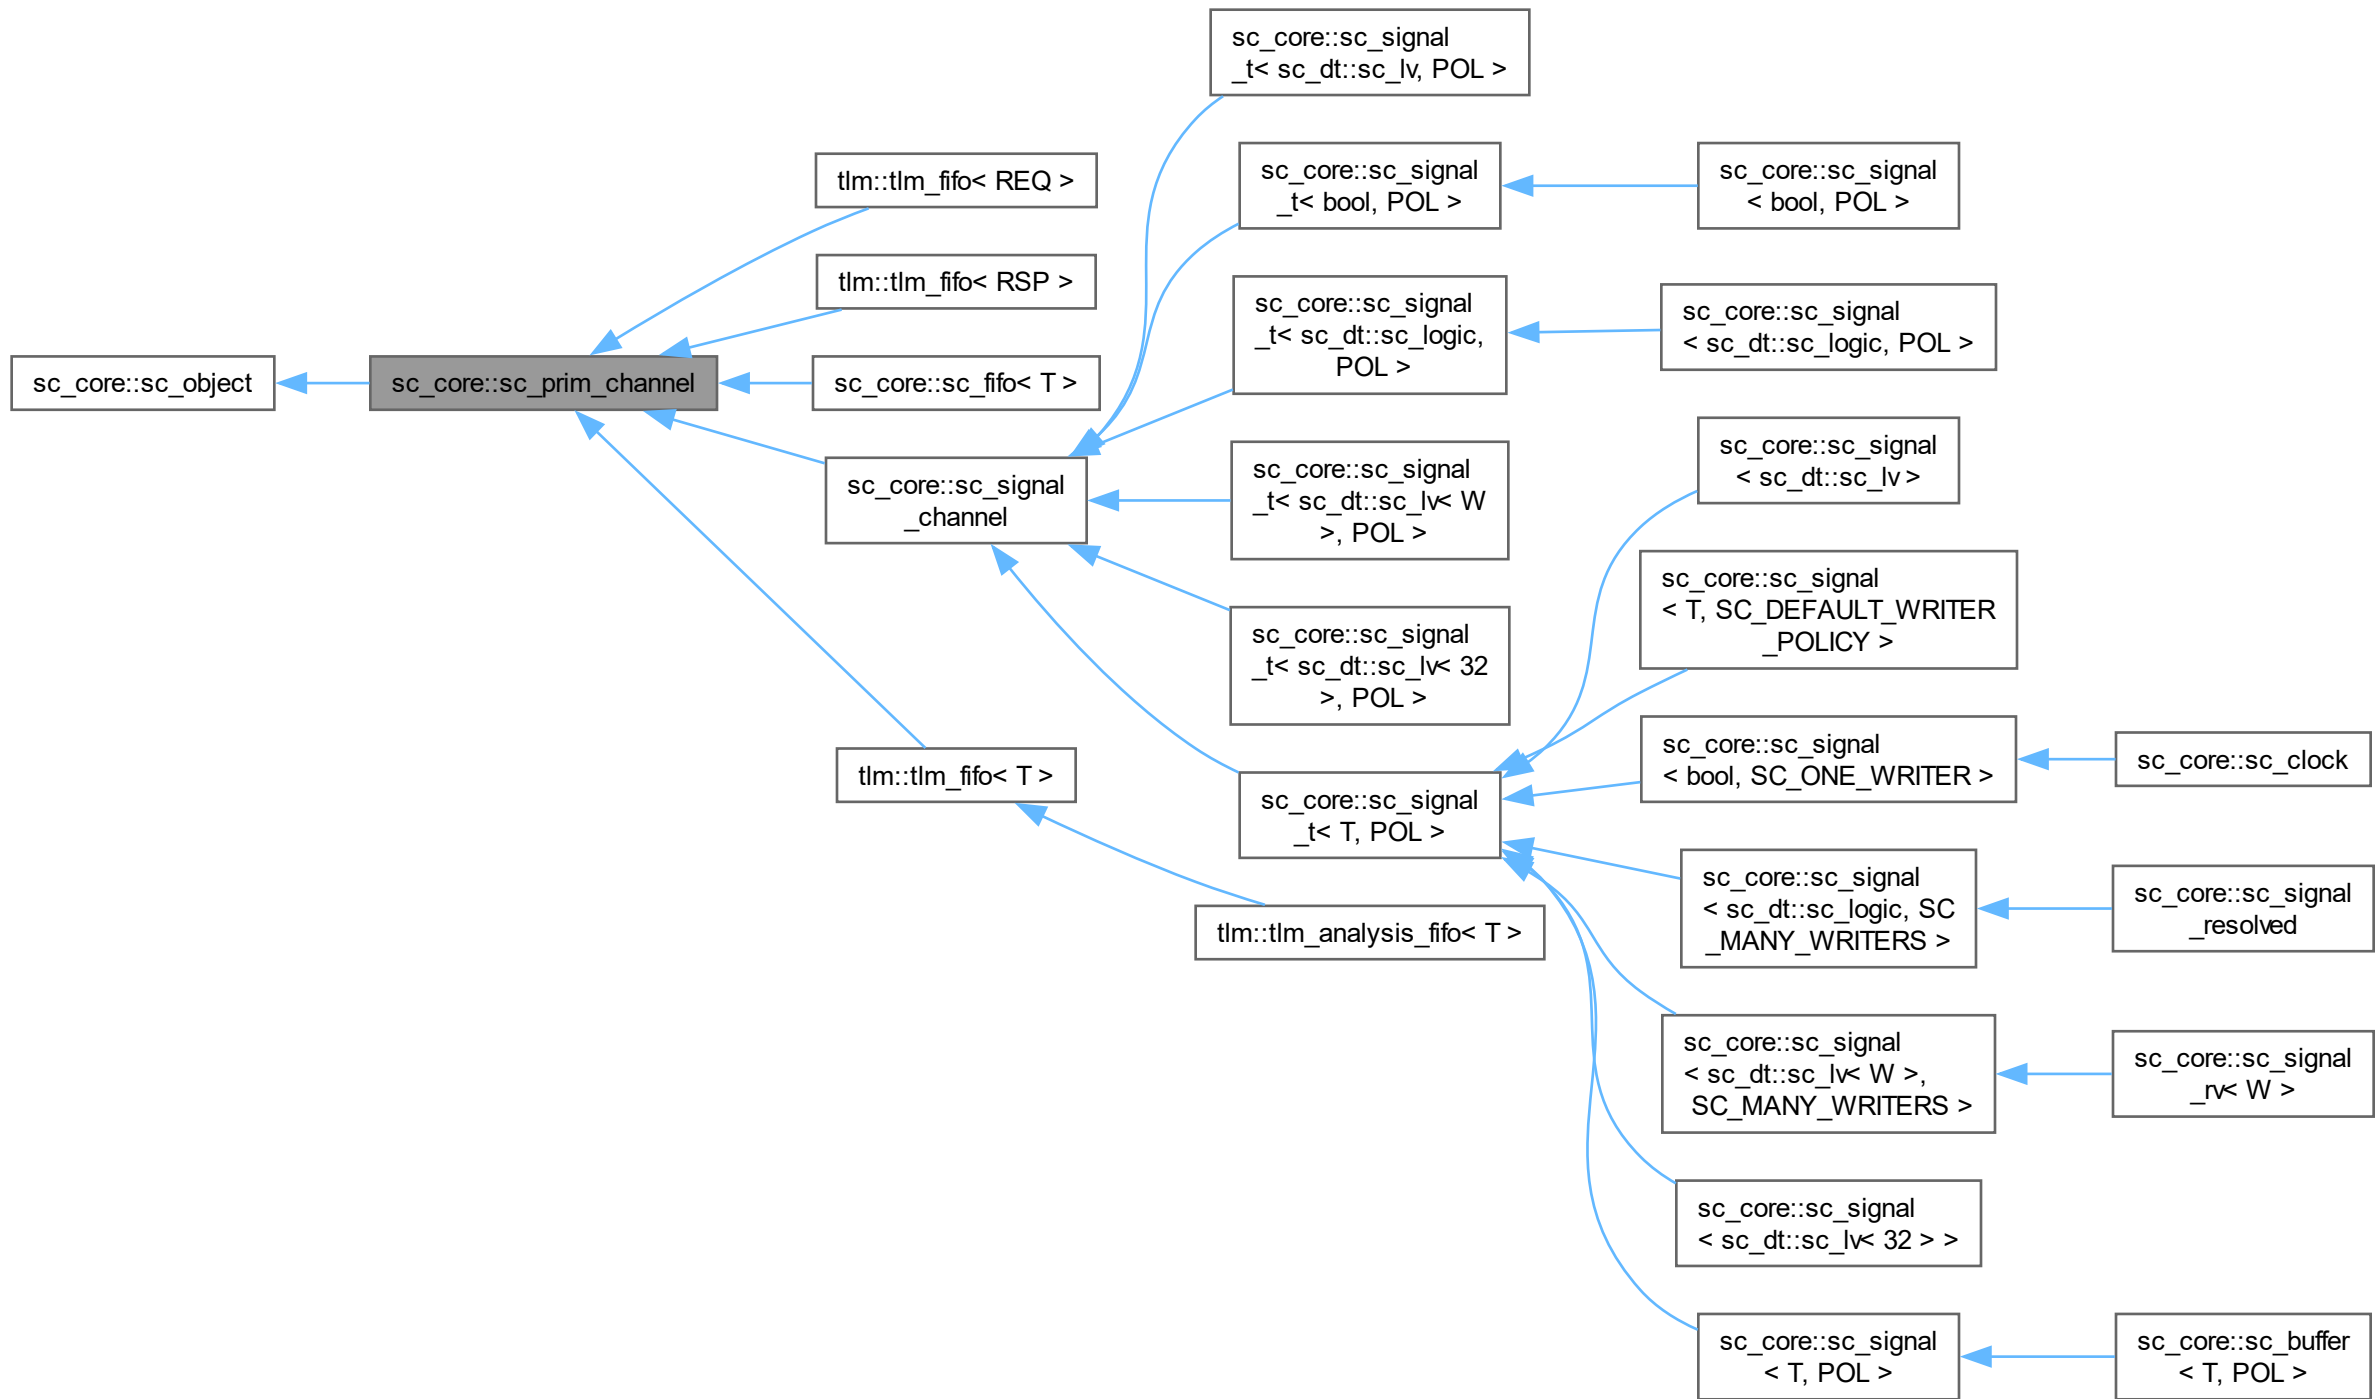 sc_core::sc_object
sc_core::sc_prim_channel
tlm::tlm_fifo< REQ >
tlm::tlm_fifo< RSP >
sc_core::sc_fifo< T >
sc_core::sc_signal
_channel
tlm::tlm_fifo< T >
sc_core::sc_signal
_t< sc_dt::sc_lv, POL >
sc_core::sc_signal
_t< bool, POL >
sc_core::sc_signal
_t< sc_dt::sc_logic,
POL >
sc_core::sc_signal
_t< sc_dt::sc_lv< W
>, POL >
sc_core::sc_signal
_t< sc_dt::sc_lv< 32
>, POL >
sc_core::sc_signal
_t< T, POL >
tlm::tlm_analysis_fifo< T >
sc_core::sc_signal
< bool, POL >
sc_core::sc_signal
< sc_dt::sc_logic, POL >
sc_core::sc_signal
< sc_dt::sc_lv >
sc_core::sc_signal
< T, SC_DEFAULT_WRITER
_POLICY >
sc_core::sc_signal
< bool, SC_ONE_WRITER >
sc_core::sc_signal
< sc_dt::sc_logic, SC
_MANY_WRITERS >
sc_core::sc_signal
< sc_dt::sc_lv< W >,
SC_MANY_WRITERS >
sc_core::sc_signal
< sc_dt::sc_lv< 32 > >
sc_core::sc_signal
< T, POL >
sc_core::sc_clock
sc_core::sc_signal
_resolved
sc_core::sc_signal
_rv< W >
sc_core::sc_buffer
< T, POL >